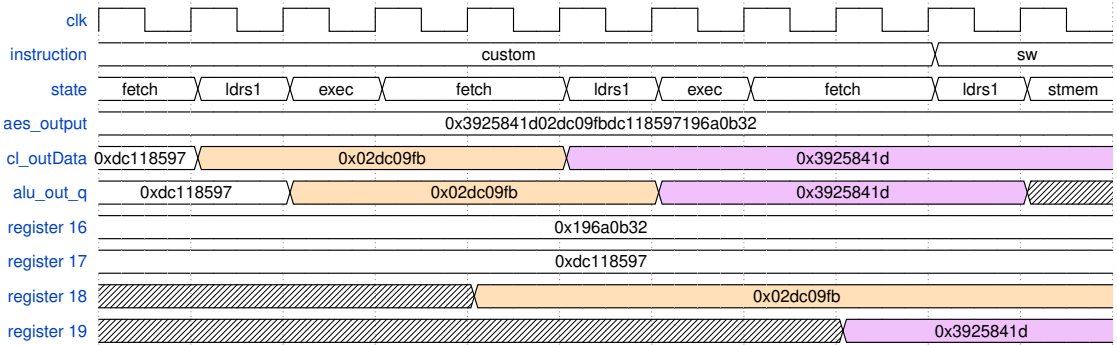 clk
instruction custom sw
state fetch ldrs1 exec fetch ldrs1 exec fetch ldrs1 stmem
aes_output 0x3925841d02dc09fbdc118597196a0b32
cl_outData 0xdc118597 0x02dc09fb 0x3925841d
alu_out_q 0xdc118597 0x02dc09fb 0x3925841d
register 16 0x196a0b32
register 17 0xdc118597
register 18 0x02dc09fb
register 19 0x3925841d